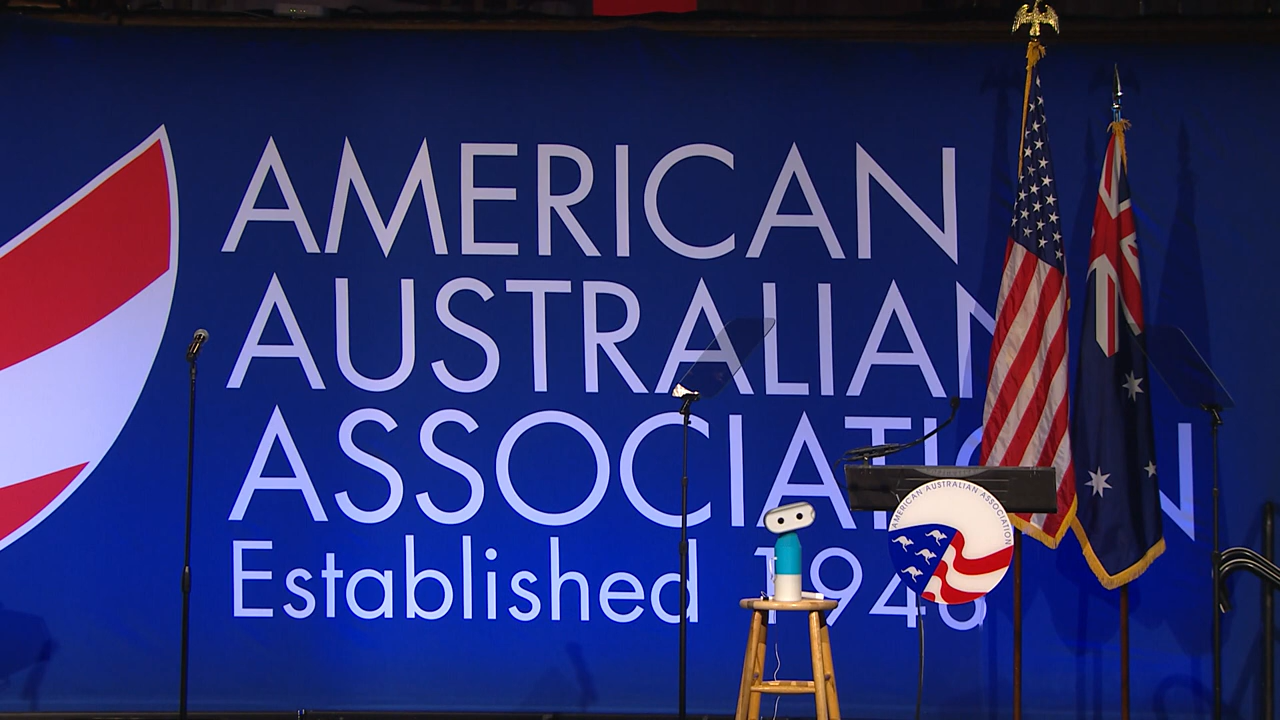 AMERICAN
AUSTRALIAN
ASSOCIATION
Established 1948
AMERICAN AUSTRALIAN ASSOCIATION